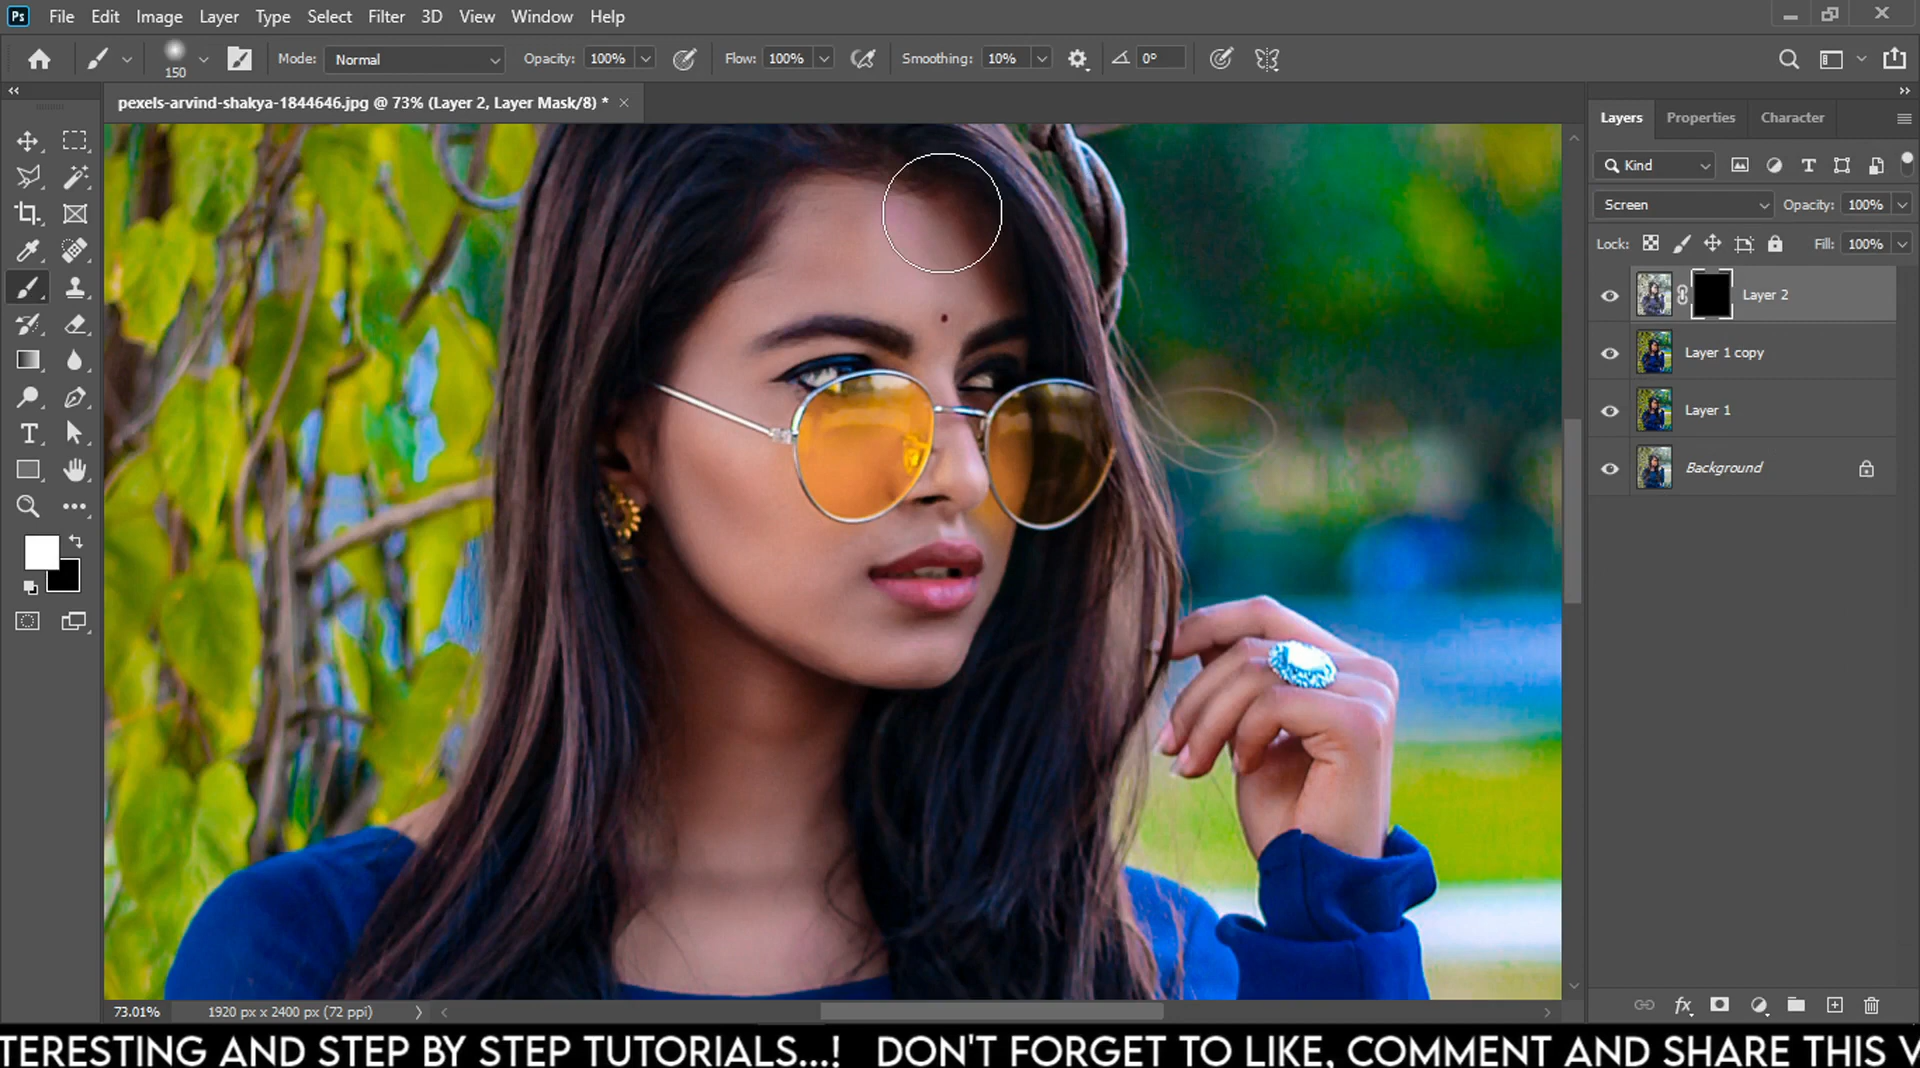 Ps File Edit Image Layer Type Select Filter 3D View Window Help
150 Mode: Normal Opacity: 100% Flow: 100% Smoothing: 10% 0°
pexels-arvind-shakya-1844646.jpg @ 73% (Layer 2, Layer Mask/8) *
Layers Properties Character
Kind
Screen Opacity: 100%
Lock: Fill: 100%
Layer 2
Layer 1 copy
Layer 1
Background
73.01% 1920 px x 2400 px (72 ppi)
TERESTING AND STEP BY STEP TUTORIALS...! DON'T FORGET TO LIKE, COMMENT AND SHARE THIS V